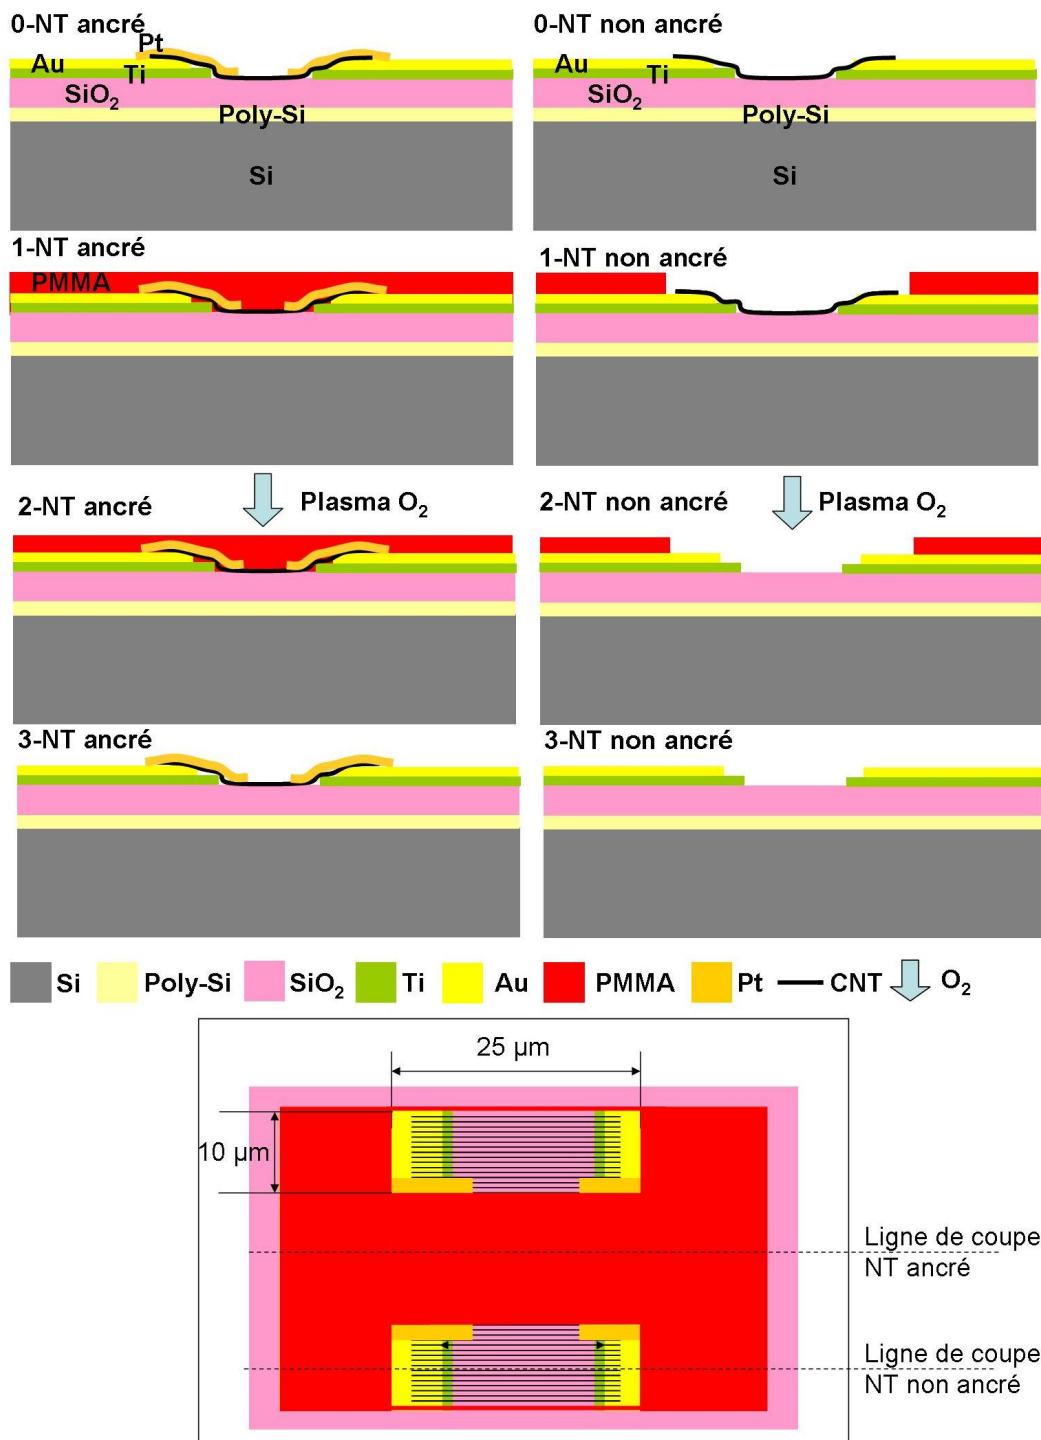 0-NT ancré
Pt
Au
Ti
SiO₂
Poly-Si
Si
0-NT non ancré
Au
Ti
SiO₂
Poly-Si
Si
1-NT ancré
PMMA
1-NT non ancré
2-NT ancré
Plasma O₂
2-NT non ancré
Plasma O₂
3-NT ancré
3-NT non ancré
Si Poly-Si SiO₂ Ti Au PMMA Pt CNT O₂
25 µm
10 µm
Ligne de coupe
NT ancré
Ligne de coupe
NT non ancré